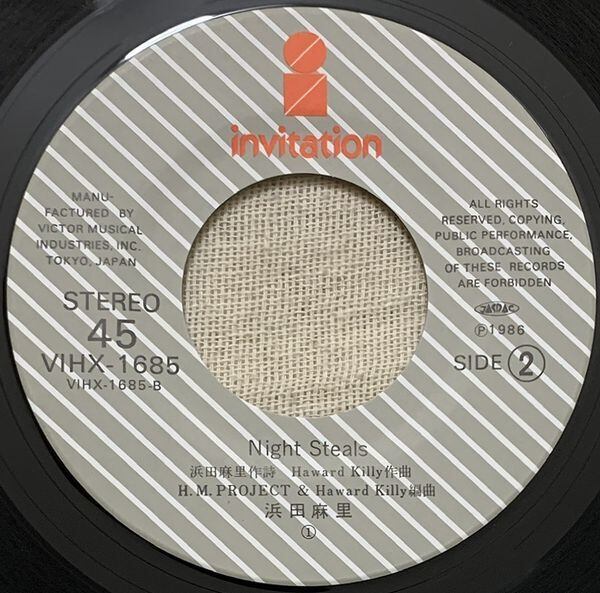 invitation
MANU-
FACTURED BY
VICTOR MUSICAL
INDUSTRIES, INC.
TOKYO, JAPAN
STEREO
45
VIHX-1685
VIHX-1685-B
ALL RIGHTS
RESERVED, COPYING,
PUBLIC PERFORMANCE,
BROADCASTING
OF THESE RECORDS
ARE FORBIDDEN
JASRAC
Ⓟ1986
SIDE ②
Night Steals
浜田麻里作詩 Haward Killy作曲
H.M. PROJECT & Haward Killy編曲
浜田麻里
①